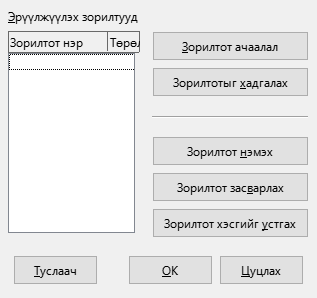 Эрүүлжүүлэх зорилтууд
Зорилтот нэр Төрөл
Зорилтот ачаалал
Зорилтотыг хадгалах
Зорилтот нэмэх
Зорилтот засварлах
Зорилтот хэсгийг устгах
Туслаач OK Цуцлах